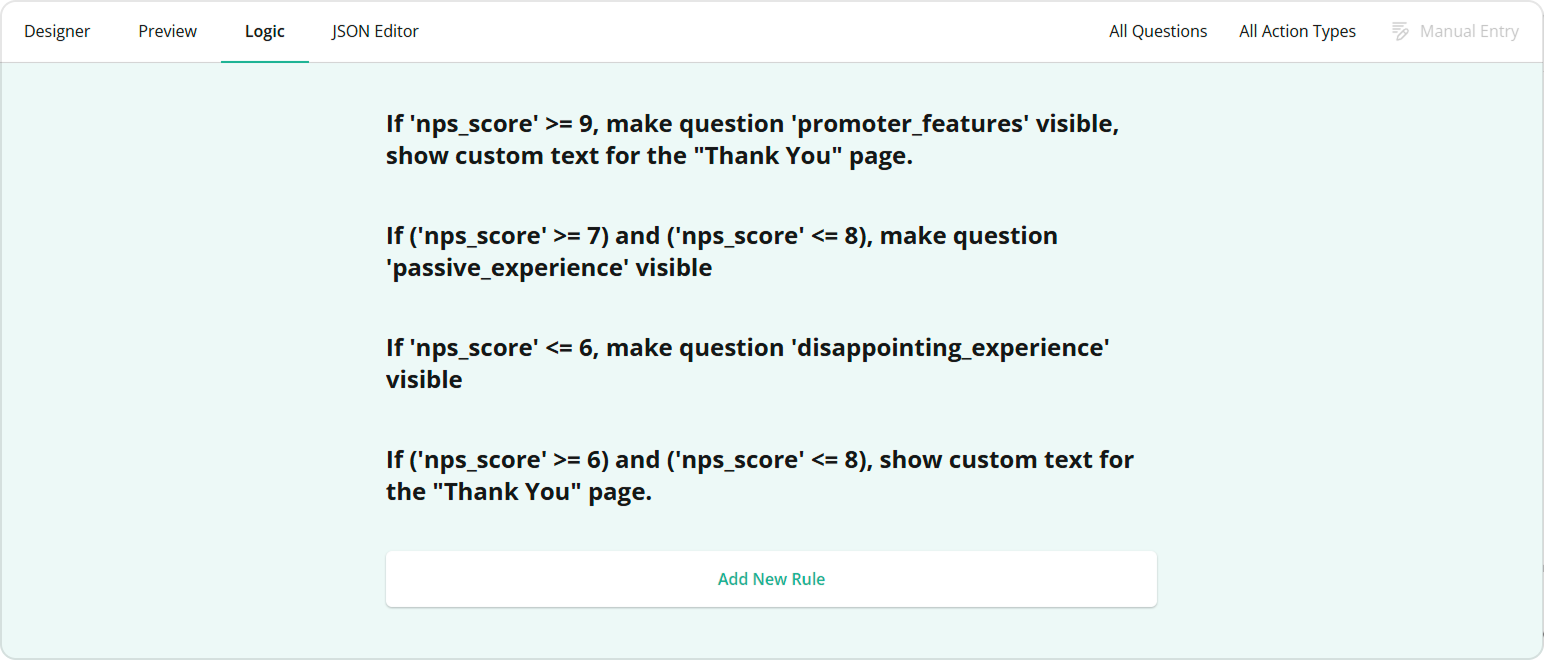 Designer Preview Logic JSON Editor All Questions All Action Types Manual Entry
If 'nps_score' >= 9, make question 'promoter_features' visible,
show custom text for the "Thank You" page.
If ('nps_score' >= 7) and ('nps_score' <= 8), make question
'passive_experience' visible
If 'nps_score' <= 6, make question 'disappointing_experience'
visible
If ('nps_score' >= 6) and ('nps_score' <= 8), show custom text for
the "Thank You" page.
Add New Rule